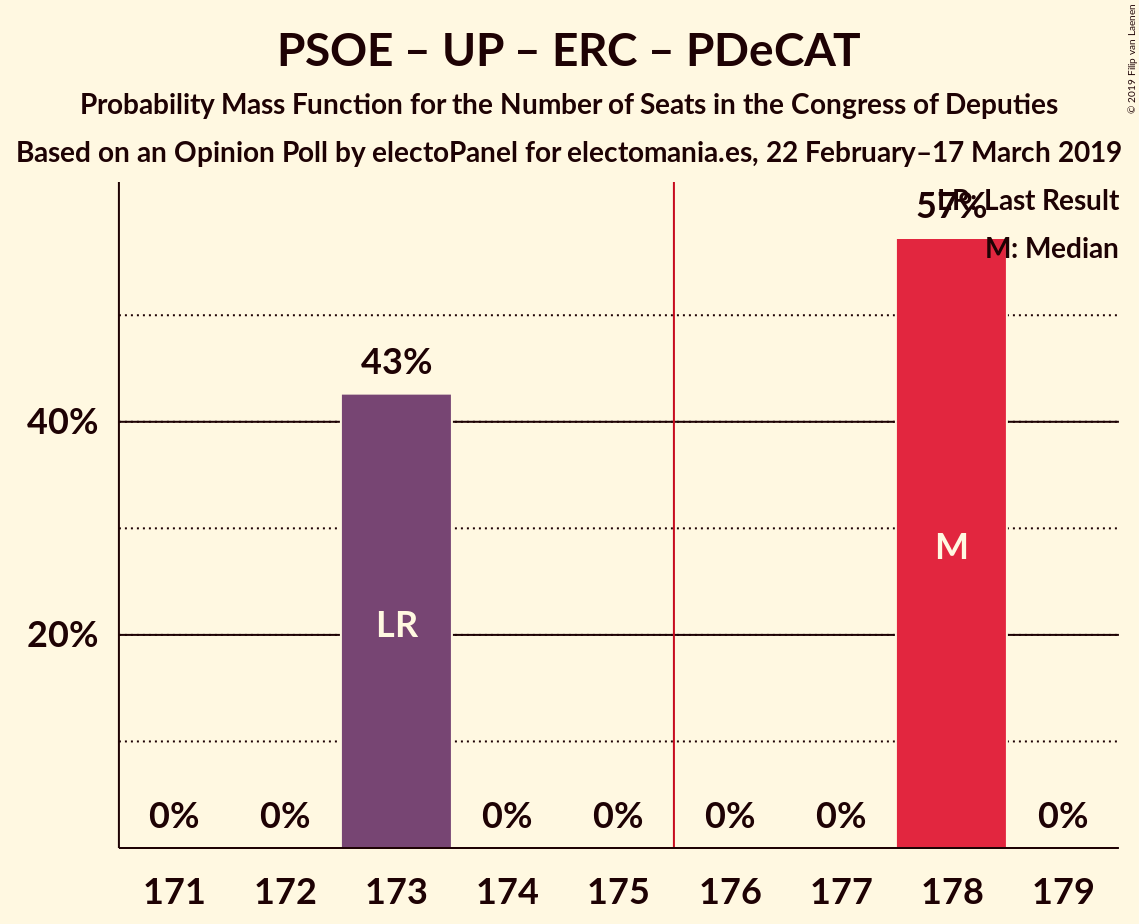 PSOE – UP – ERC – PDeCAT
Probability Mass Function for the Number of Seats in the Congress of Deputies
Based on an Opinion Poll by electoPanel for electomania.es, 22 February–17 March 2019
© 2019 Filip van Laenen
LR: Last Result
M: Median
57%
43%
40%
20%
LR
M
0% 0% 0% 0% 0% 0% 0%
171 172 173 174 175 176 177 178 179